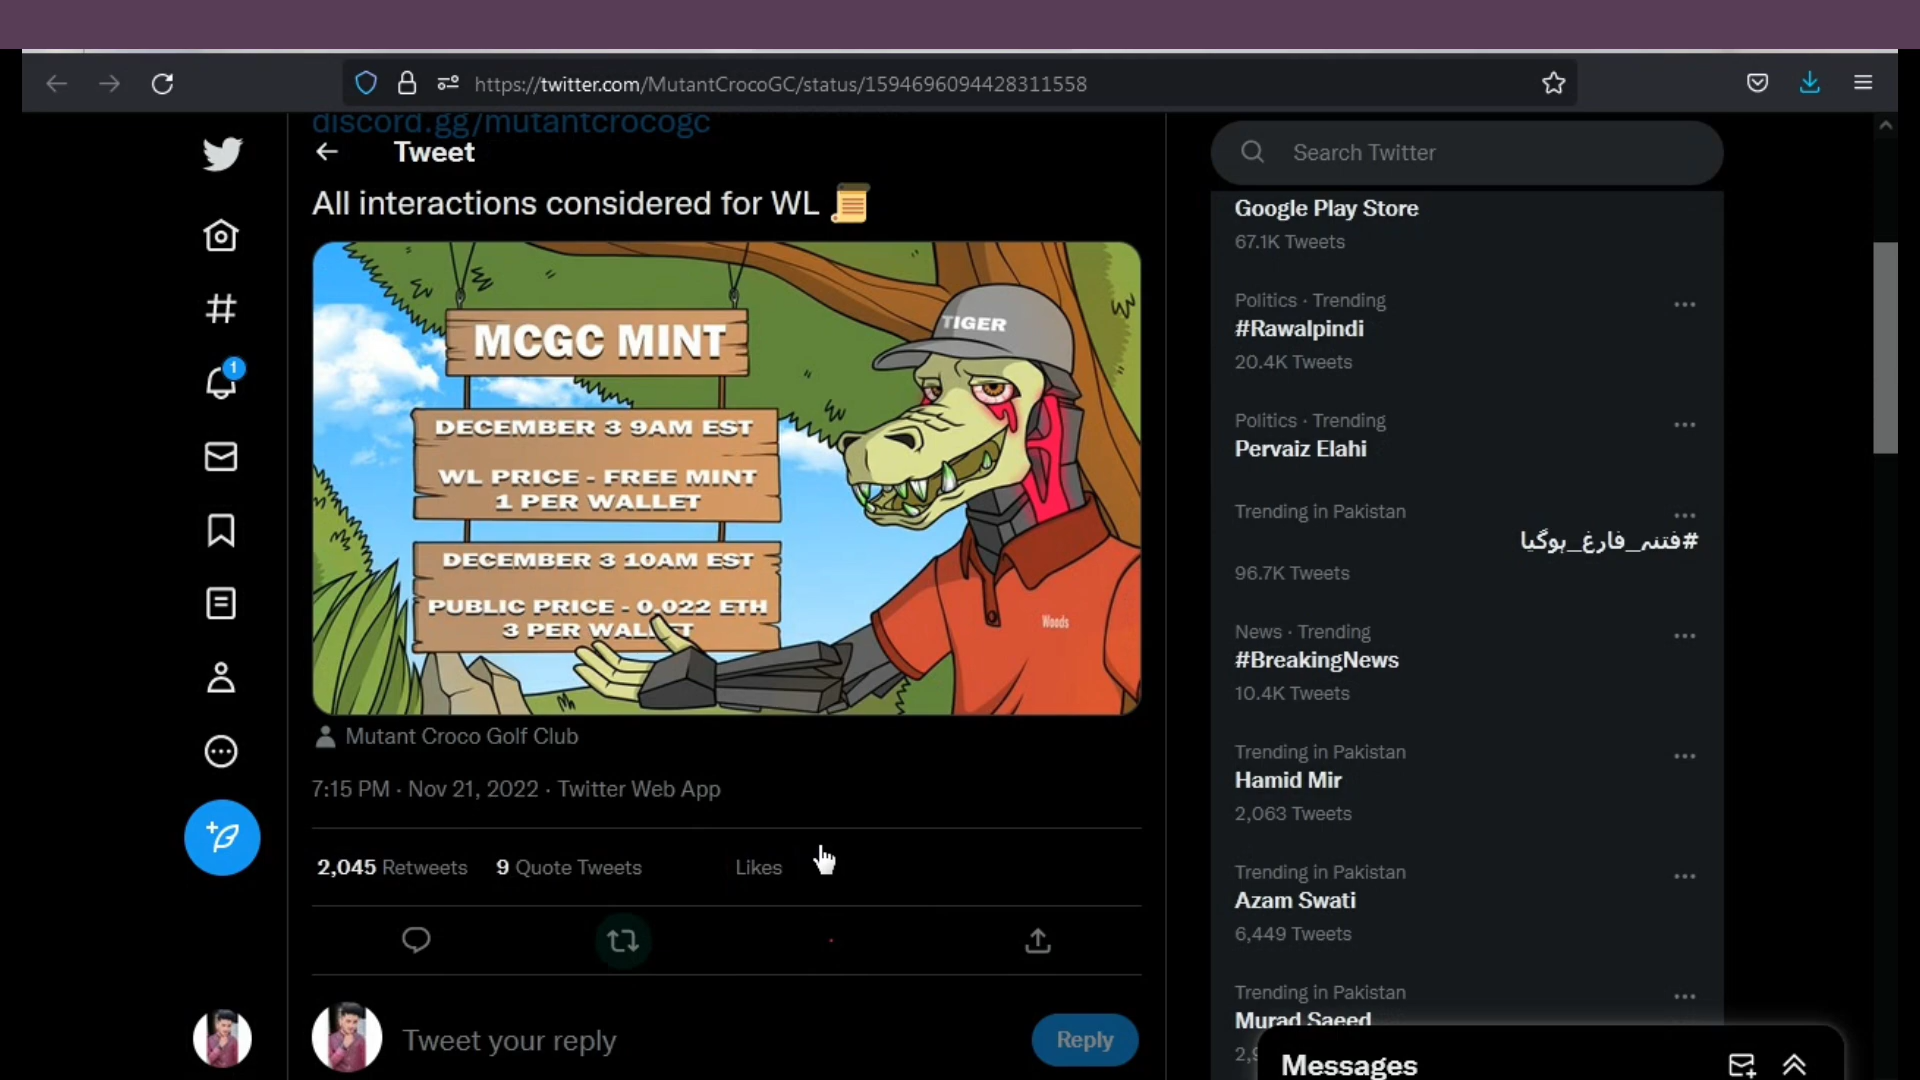 https://twitter.com/MutantCrocoGC/status/1594696094428311558
discord.gg/mutantcrocogc
Tweet
All interactions considered for WL
MCGC MINT
DECEMBER 3 9AM EST
WL PRICE - FREE MINT
1 PER WALLET
DECEMBER 3 10AM EST
PUBLIC PRICE - 0.022 ETH
3 PER WALLET
TIGER
Woods
Mutant Croco Golf Club
7:15 PM · Nov 21, 2022 · Twitter Web App
2,045 Retweets 9 Quote Tweets Likes
Tweet your reply
Reply
1
Search Twitter
Google Play Store
67.1K Tweets
Politics · Trending
#Rawalpindi
20.4K Tweets
Politics · Trending
Pervaiz Elahi
Trending in Pakistan
#فتنہ_فارغ_ہوگیا
96.7K Tweets
News · Trending
#BreakingNews
10.4K Tweets
Trending in Pakistan
Hamid Mir
2,063 Tweets
Trending in Pakistan
Azam Swati
6,449 Tweets
Trending in Pakistan
Murad Saeed
Messages